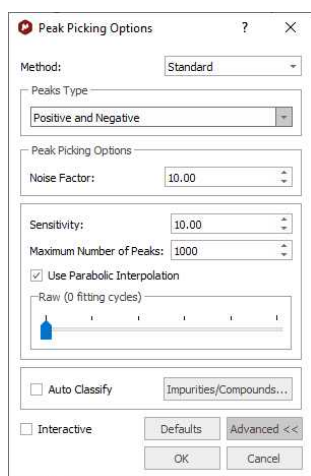 Peak Picking Options ? ×
Method: Standard
Peaks Type
Positive and Negative
Peak Picking Options
Noise Factor: 10.00
Sensitivity: 10.00
Maximum Number of Peaks: 1000
Use Parabolic Interpolation
Raw (0 fitting cycles)
Auto Classify Impurities/Compounds...
Interactive Defaults Advanced <<
OK Cancel